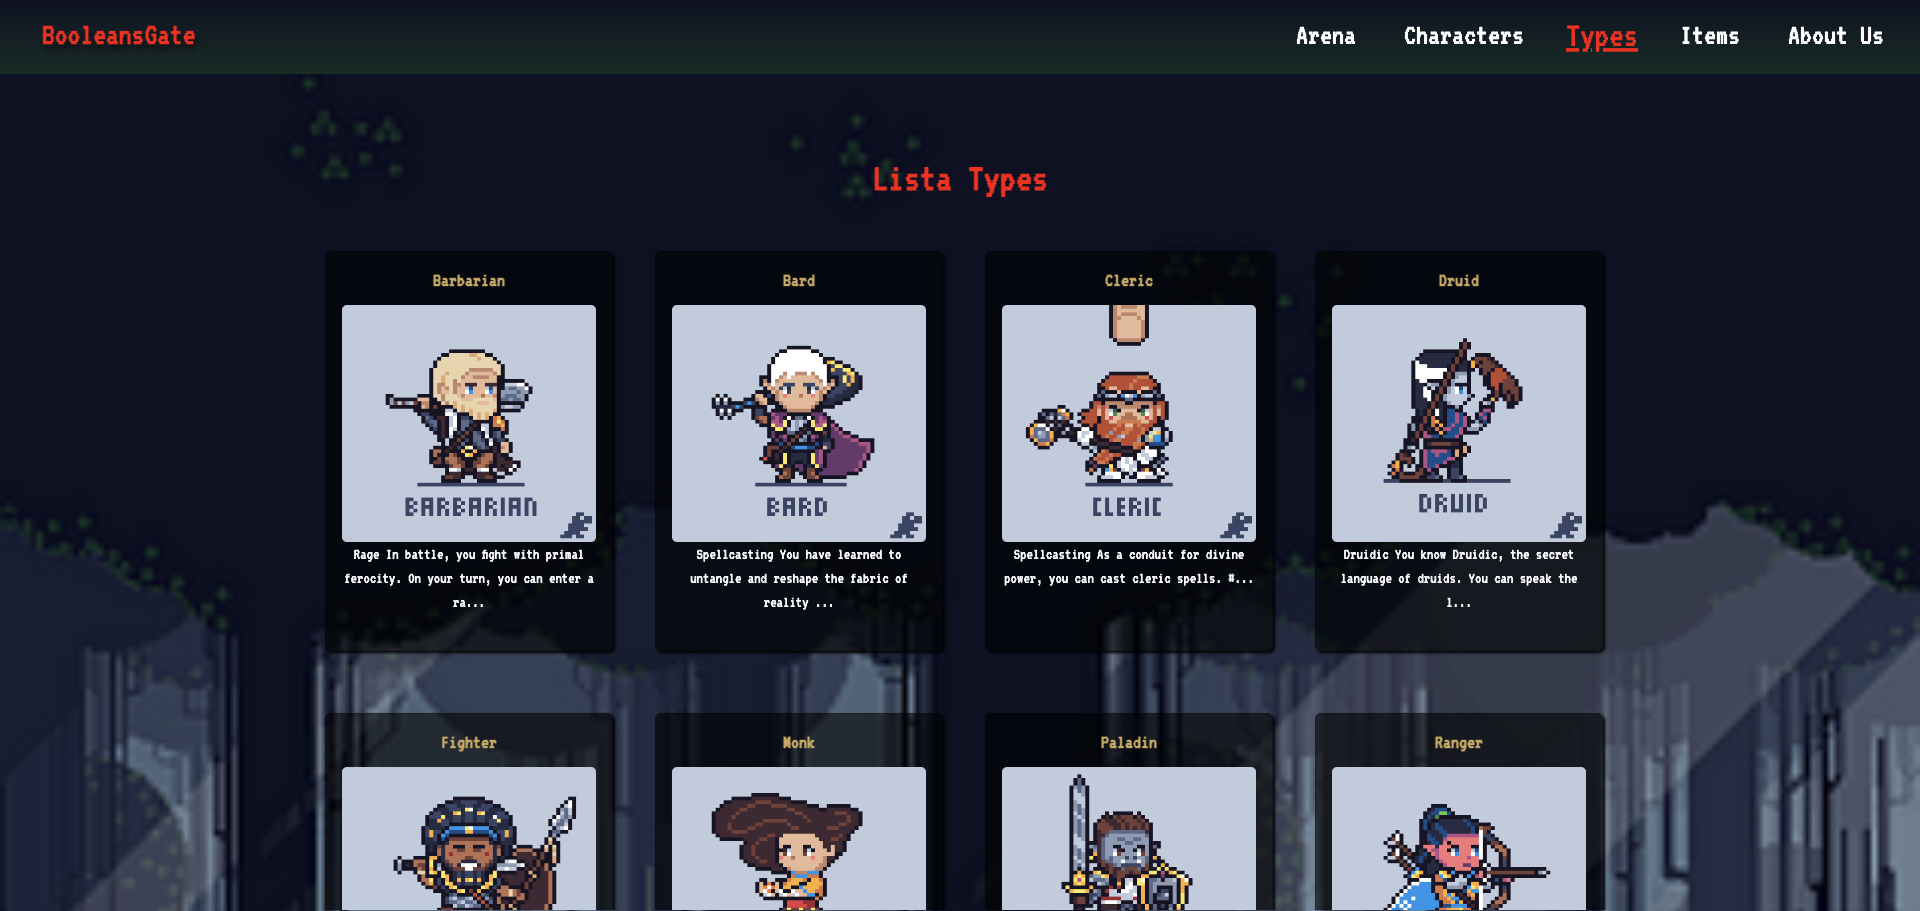 BooleansGate
Arena Characters Types Items About Us
Lista Types
Barbarian
BARBARIAN
Rage In battle, you fight with primal
ferocity. On your turn, you can enter a
ra...
Bard
BARD
Spellcasting You have learned to
untangle and reshape the fabric of
reality ...
Cleric
CLERIC
Spellcasting As a conduit for divine
power, you can cast cleric spells. #...
Druid
DRUID
Druidic You know Druidic, the secret
language of druids. You can speak the
l...
Fighter
Monk
Paladin
Ranger